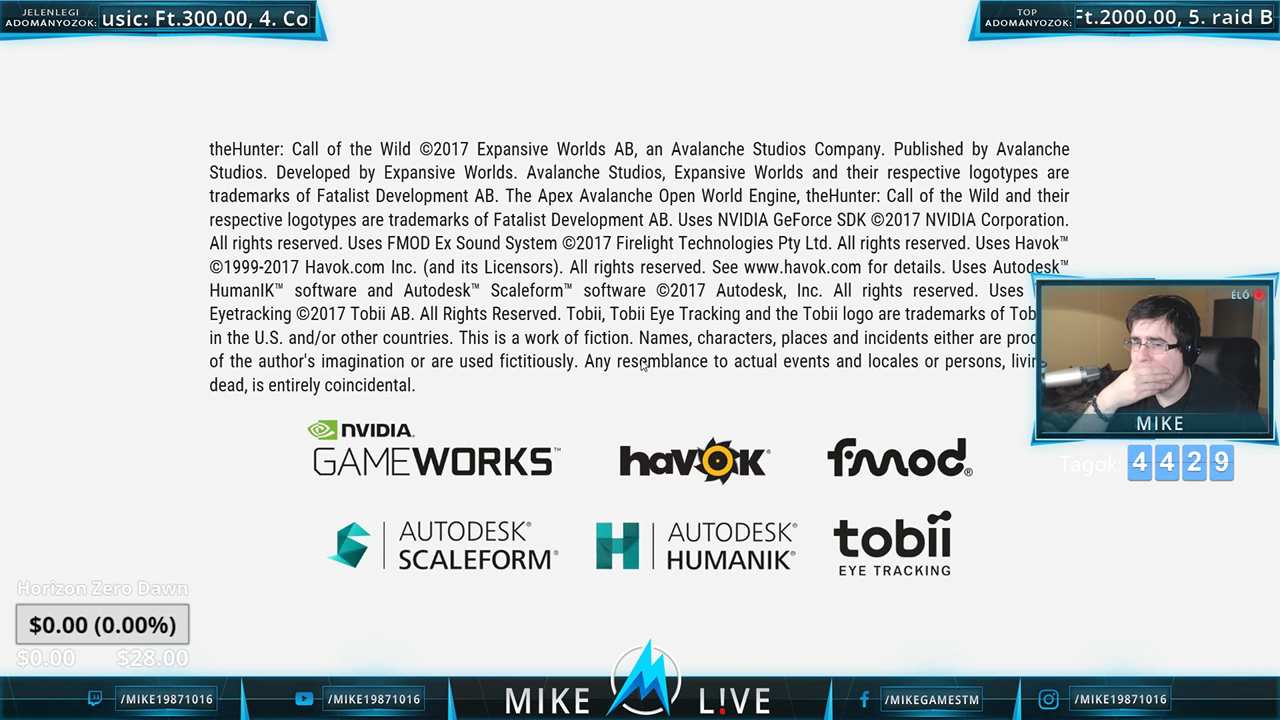 JELENLEGI
ADOMÁNYOZÓK:
usic: Ft.300.00, 4. Co
TOP
ADOMÁNYOZÓK:
Ft.2000.00, 5. raid B
theHunter: Call of the Wild ©2017 Expansive Worlds AB, an Avalanche Studios Company. Published by Avalanche
Studios. Developed by Expansive Worlds. Avalanche Studios, Expansive Worlds and their respective logotypes are
trademarks of Fatalist Development AB. The Apex Avalanche Open World Engine, theHunter: Call of the Wild and their
respective logotypes are trademarks of Fatalist Development AB. Uses NVIDIA GeForce SDK ©2017 NVIDIA Corporation.
All rights reserved. Uses FMOD Ex Sound System ©2017 Firelight Technologies Pty Ltd. All rights reserved. Uses Havok™
©1999-2017 Havok.com Inc. (and its Licensors). All rights reserved. See www.havok.com for details. Uses Autodesk™
HumanIK™ software and Autodesk™ Scaleform™ software ©2017 Autodesk, Inc. All rights reserved. Uses
Eyetracking ©2017 Tobii AB. All Rights Reserved. Tobii, Tobii Eye Tracking and the Tobii logo are trademarks of Tob
in the U.S. and/or other countries. This is a work of fiction. Names, characters, places and incidents either are pro
of the author's imagination or are used fictitiously. Any resemblance to actual events and locales or persons, livin
dead, is entirely coincidental.
ÉLŐ
MIKE
Tagok: 4429
NVIDIA.
GAMEWORKS™
havok®
fmod®
AUTODESK®
SCALEFORM®
AUTODESK®
HUMANIK®
tobii
EYE TRACKING
Horizon Zero Dawn
$0.00 (0.00%)
$0.00 $28.00
/MIKE19871016
/MIKE19871016
MIKE L!VE
/MIKEGAMESTM
/MIKE19871016